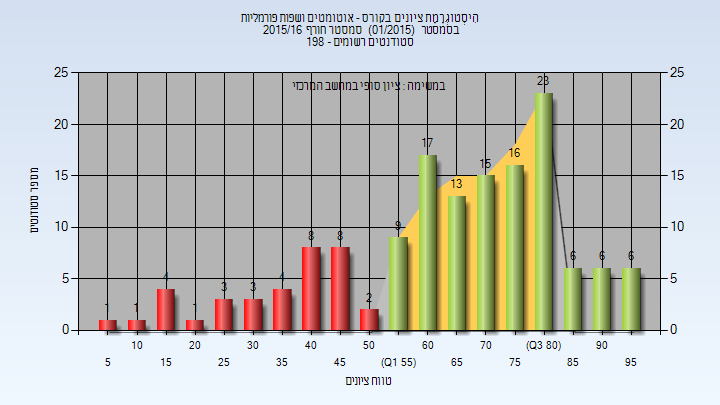 הִיסְטוֹגְרַמַת ציונים בקורס - אוטומטים ושפות פורמליות
בסמסטר (01/2015) סמסטר חורף 2015/16
סטודנטים רשומים - 198
במשימה : ציון סופי במחשב המרכזי
מספר סטודנטים
25
20
15
10
5
0
25
20
15
10
5
0
1 1 4 1 3 3 4 8 8 2 9 17 13 15 16 23 6 6 6
10 20 30 40 50 60 70 (Q3 80) 90
5 15 25 35 45 (Q1 55) 65 75 85 95
טווח ציונים